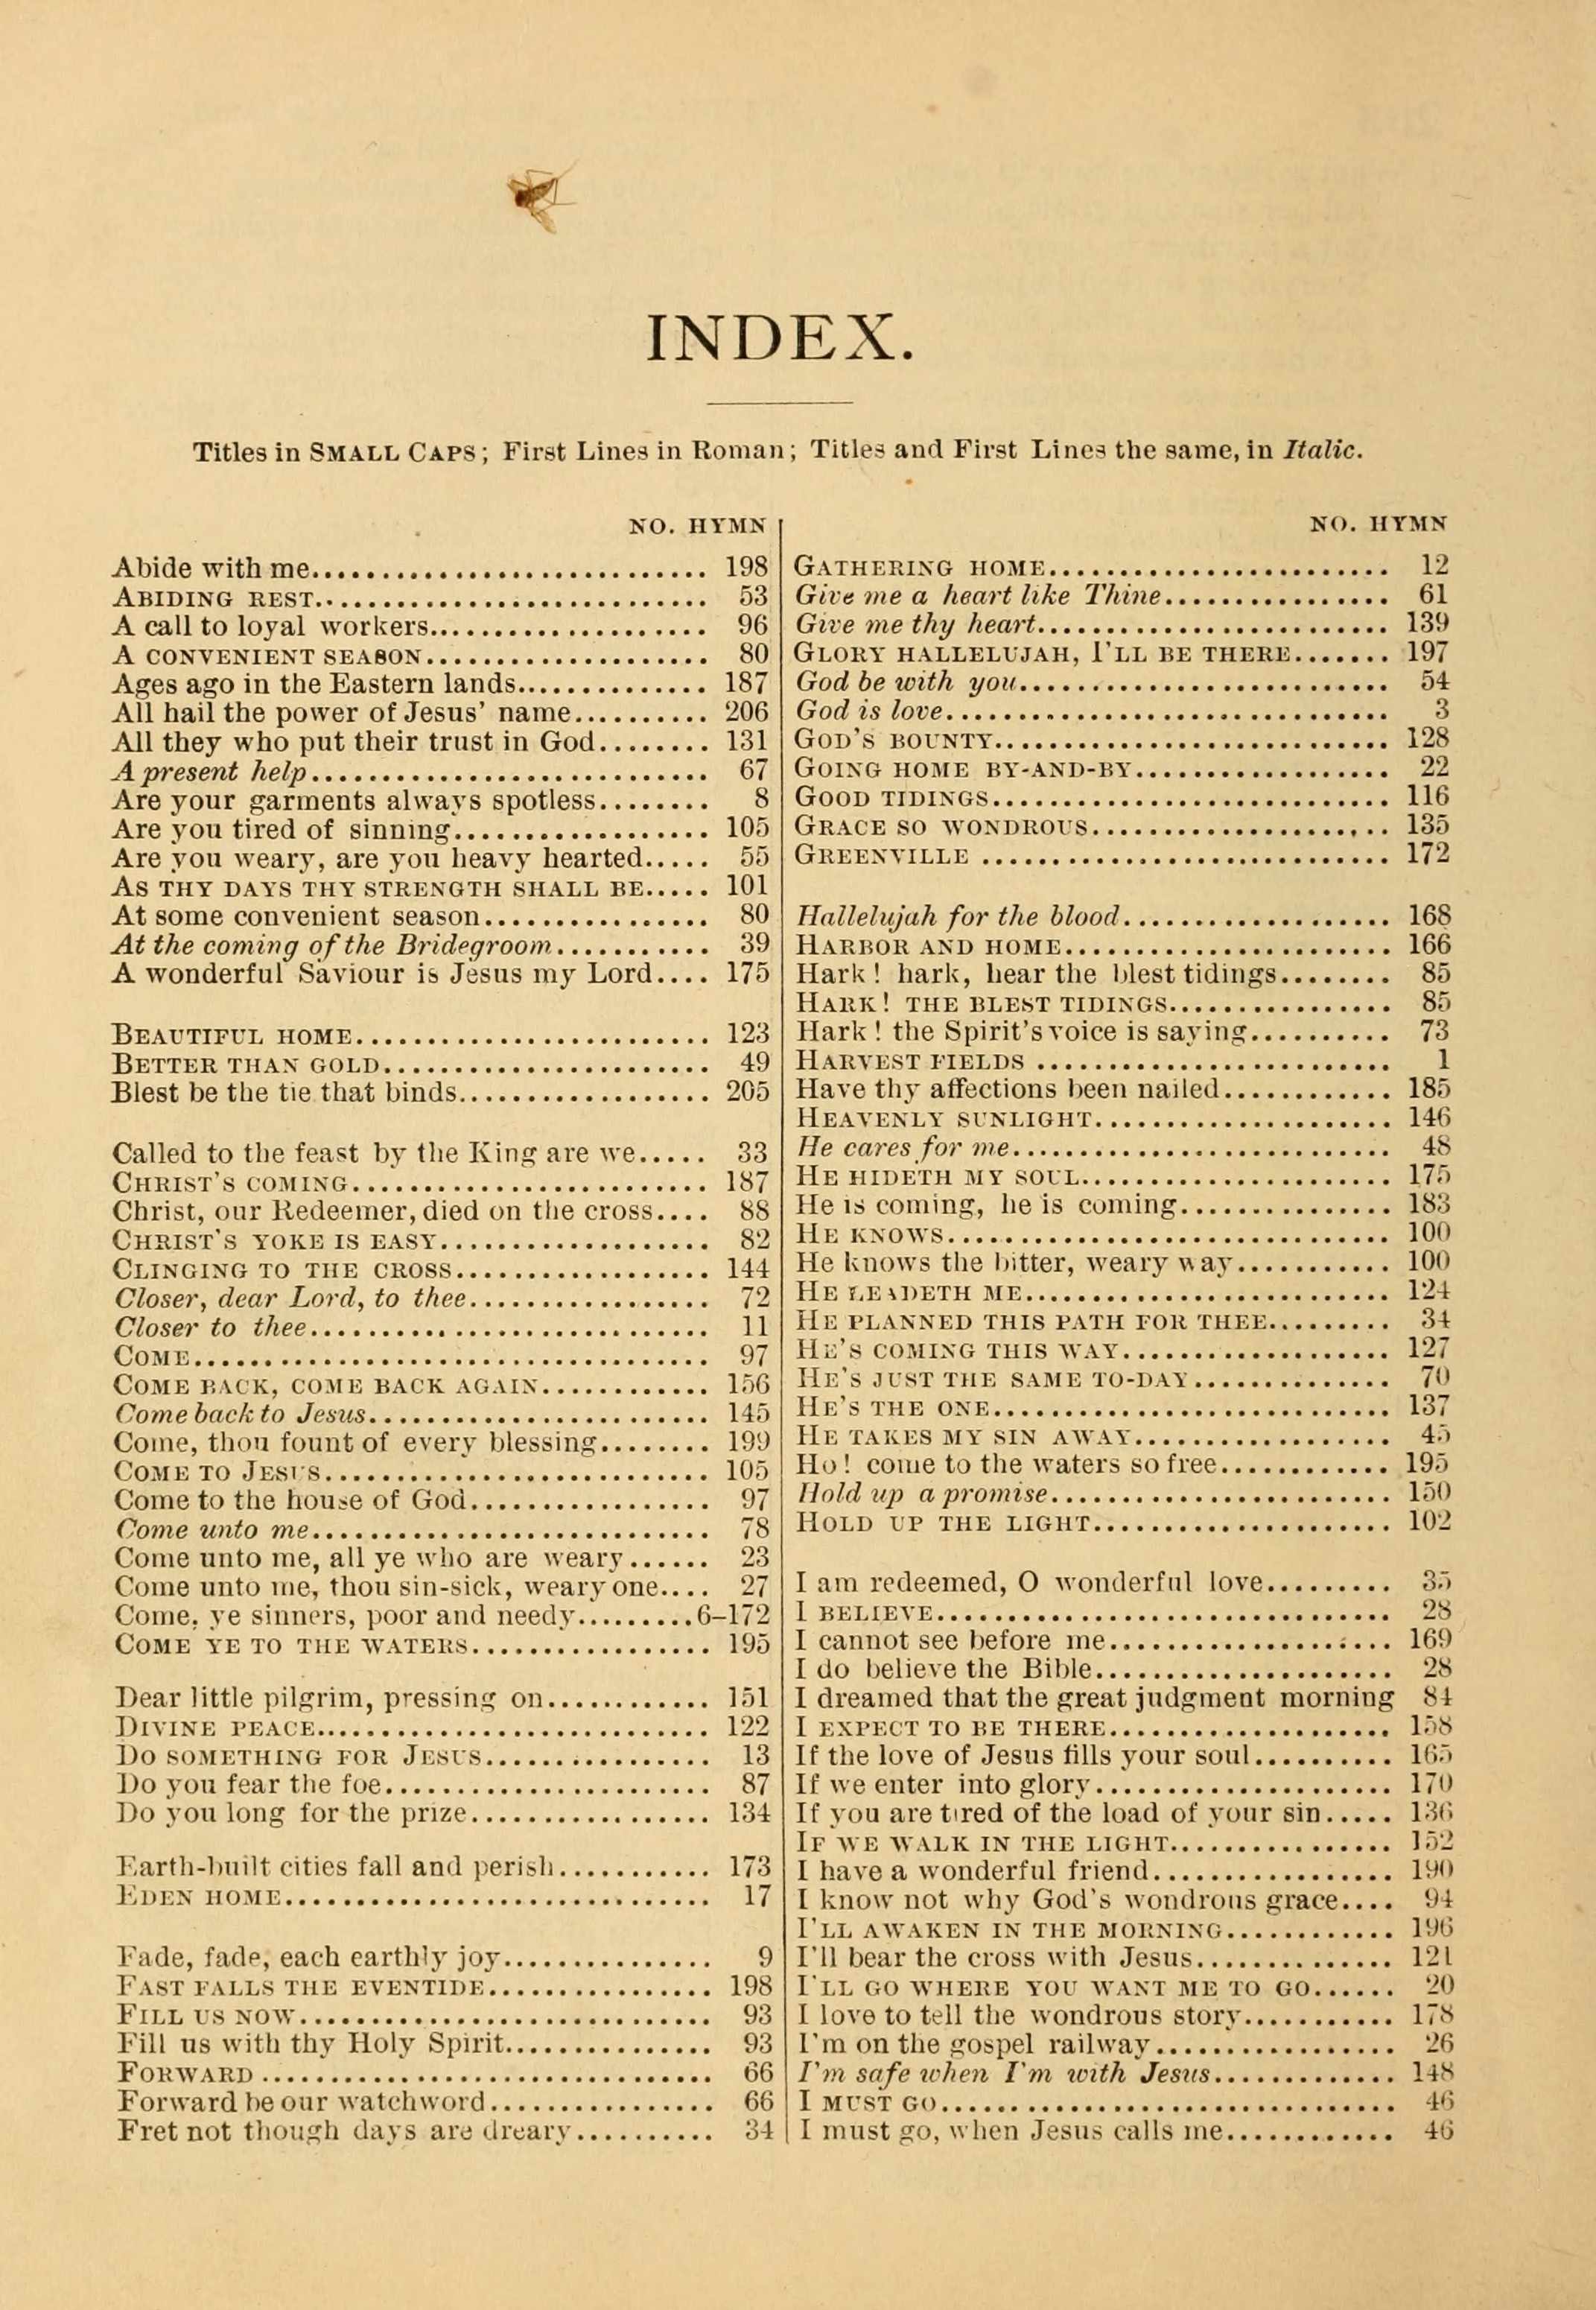 INDEX.
Titles in SMALL CAPS; First Lines in Roman; Titles and First Lines the same, in Italic.
NO. HYMN
Abide with me.............................. 198
ABIDING REST.............................. 53
A call to loyal workers..................... 96
A CONVENIENT SEASON..................... 80
Ages ago in the Eastern lands.............. 187
All hail the power of Jesus' name........... 206
All they who put their trust in God......... 131
A present help.............................. 67
Are your garments always spotless......... 8
Are you tired of sinning................... 105
Are you weary, are you heavy hearted..... 55
AS THY DAYS THY STRENGTH SHALL BE..... 101
At some convenient season................. 80
At the coming of the Bridegroom............ 39
A wonderful Saviour is Jesus my Lord.... 175
BEAUTIFUL HOME.......................... 123
BETTER THAN GOLD........................ 49
Blest be the tie that binds.................. 205
Called to the feast by the King are we..... 33
CHRIST'S COMING.......................... 187
Christ, our Redeemer, died on the cross.... 88
CHRIST'S YOKE IS EASY.................... 82
CLINGING TO THE CROSS.................. 144
Closer, dear Lord, to thee.................. 72
Closer to thee.............................. 11
COME...................................... 97
COME BACK, COME BACK AGAIN............ 156
Come back to Jesus........................ 145
Come, thou fount of every blessing........ 199
COME TO JESUS............................ 105
Come to the house of God.................. 97
Come unto me............................. 78
Come unto me, all ye who are weary...... 23
Come unto me, thou sin-sick, weary one.... 27
Come, ye sinners, poor and needy.........6-172
COME YE TO THE WATERS.................. 195
Dear little pilgrim, pressing on............ 151
DIVINE PEACE............................. 122
DO SOMETHING FOR JESUS................. 13
Do you fear the foe......................... 87
Do you long for the prize.................. 134
Earth-built cities fall and perish........... 173
EDEN HOME............................... 17
Fade, fade, each earthly joy................ 9
FAST FALLS THE EVENTIDE................ 198
FILL US NOW.............................. 93
Fill us with thy Holy Spirit............... 93
FORWARD ................................ 66
Forward be our watchword................ 66
Fret not though days are dreary.......... 34
NO. HYMN
GATHERING HOME......................... 12
Give me a heart like Thine................. 61
Give me thy heart.......................... 139
GLORY HALLELUJAH, I'LL BE THERE....... 197
God be with you........................... 54
God is love................................. 3
GOD'S BOUNTY............................. 128
GOING HOME BY-AND-BY.................. 22
GOOD TIDINGS............................. 116
GRACE SO WONDROUS...................... 135
GREENVILLE ............................. 172
Hallelujah for the blood.................... 168
HARBOR AND HOME........................ 166
Hark! hark, hear the blest tidings........ 85
HARK! THE BLEST TIDINGS................ 85
Hark! the Spirit's voice is saying.......... 73
HARVEST FIELDS ......................... 1
Have thy affections been nailed............ 185
HEAVENLY SUNLIGHT..................... 146
He cares for me............................ 48
HE HIDETH MY SOUL...................... 175
He is coming, he is coming............... 183
HE KNOWS................................. 100
He knows the bitter, weary way........... 100
HE LEADETH ME.......................... 124
HE PLANNED THIS PATH FOR THEE......... 34
HE'S COMING THIS WAY................... 127
HE'S JUST THE SAME TO-DAY.............. 70
HE'S THE ONE............................. 137
HE TAKES MY SIN AWAY.................. 45
Ho! come to the waters so free............ 195
Hold up a promise......................... 150
HOLD UP THE LIGHT...................... 102
I am redeemed, O wonderful love......... 35
I BELIEVE................................. 28
I cannot see before me.................... 169
I do believe the Bible..................... 28
I dreamed that the great judgment morning 84
I EXPECT TO BE THERE.................... 158
If the love of Jesus fills your soul.......... 165
If we enter into glory..................... 170
If you are tired of the load of your sin..... 136
IF WE WALK IN THE LIGHT................ 152
I have a wonderful friend................. 190
I know not why God's wondrous grace.... 94
I'LL AWAKEN IN THE MORNING............ 196
I'll bear the cross with Jesus.............. 121
I'LL GO WHERE YOU WANT ME TO GO...... 20
I love to tell the wondrous story........... 178
I'm on the gospel railway................. 26
I'm safe when I'm with Jesus............. 148
I MUST GO................................ 46
I must go, when Jesus calls me............ 46